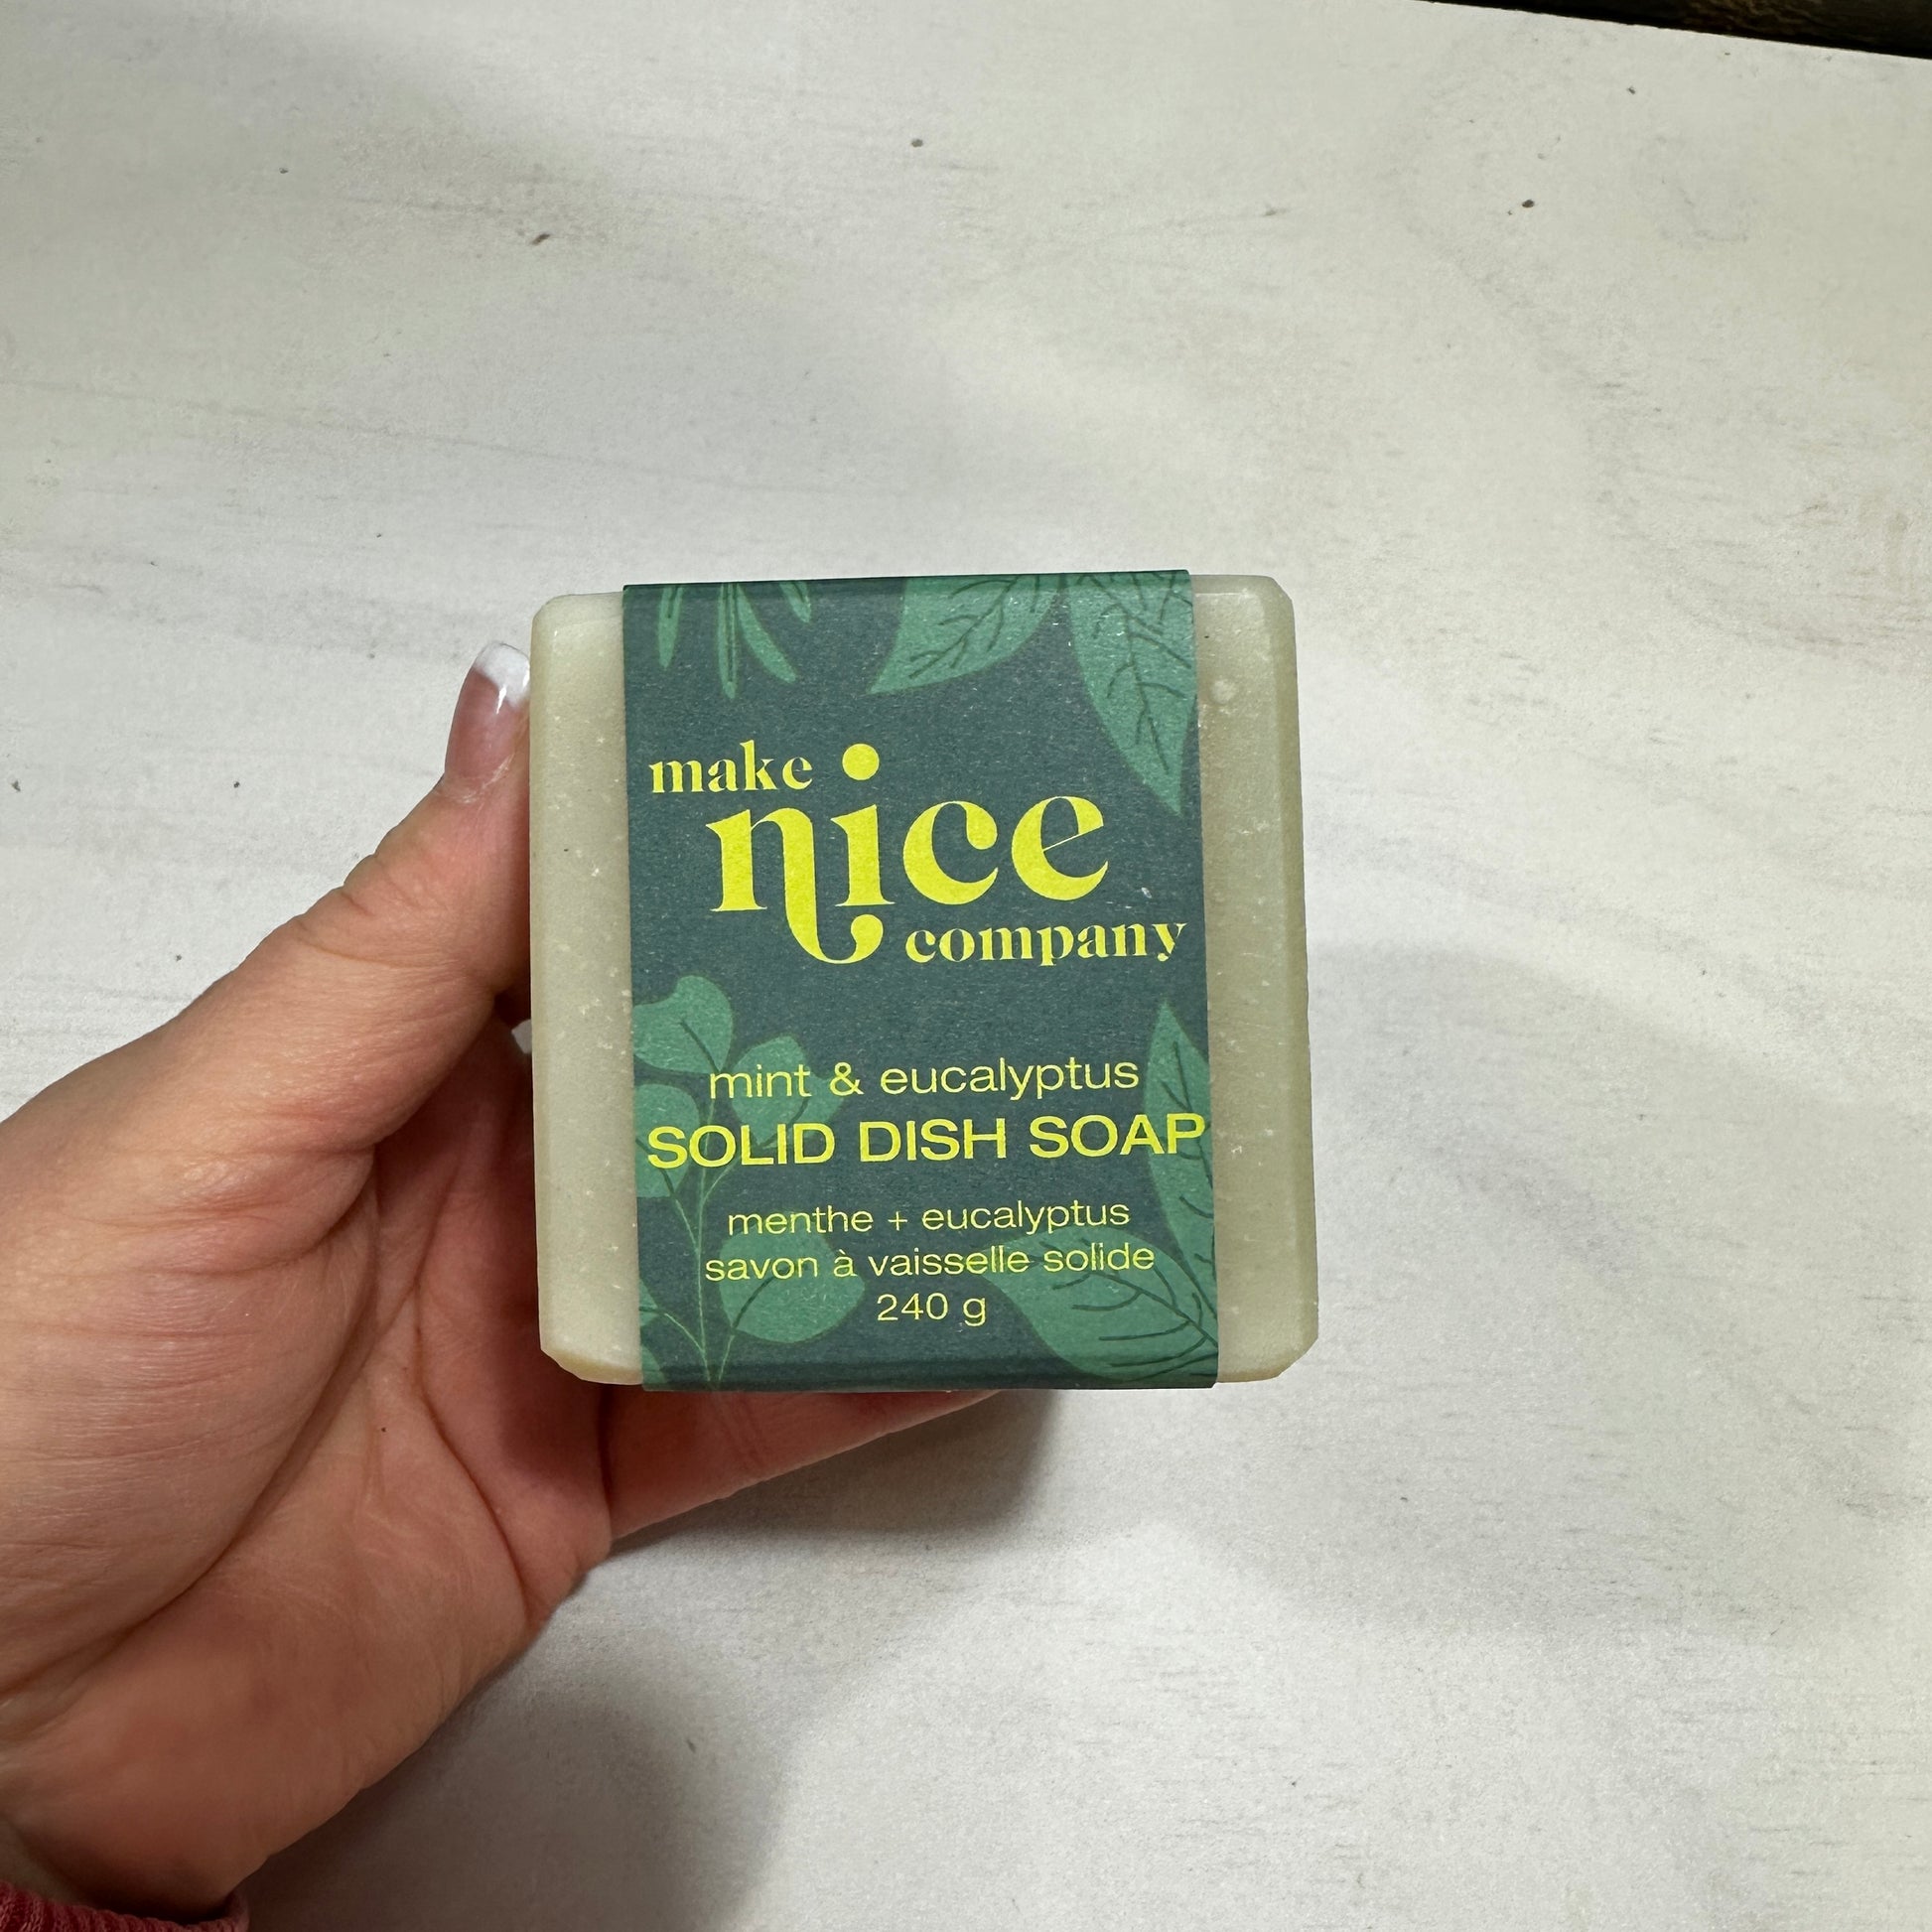 make
nice
company
mint & eucalyptus
SOLID DISH SOAP
menthe + eucalyptus
savon à vaisselle solide
240 g